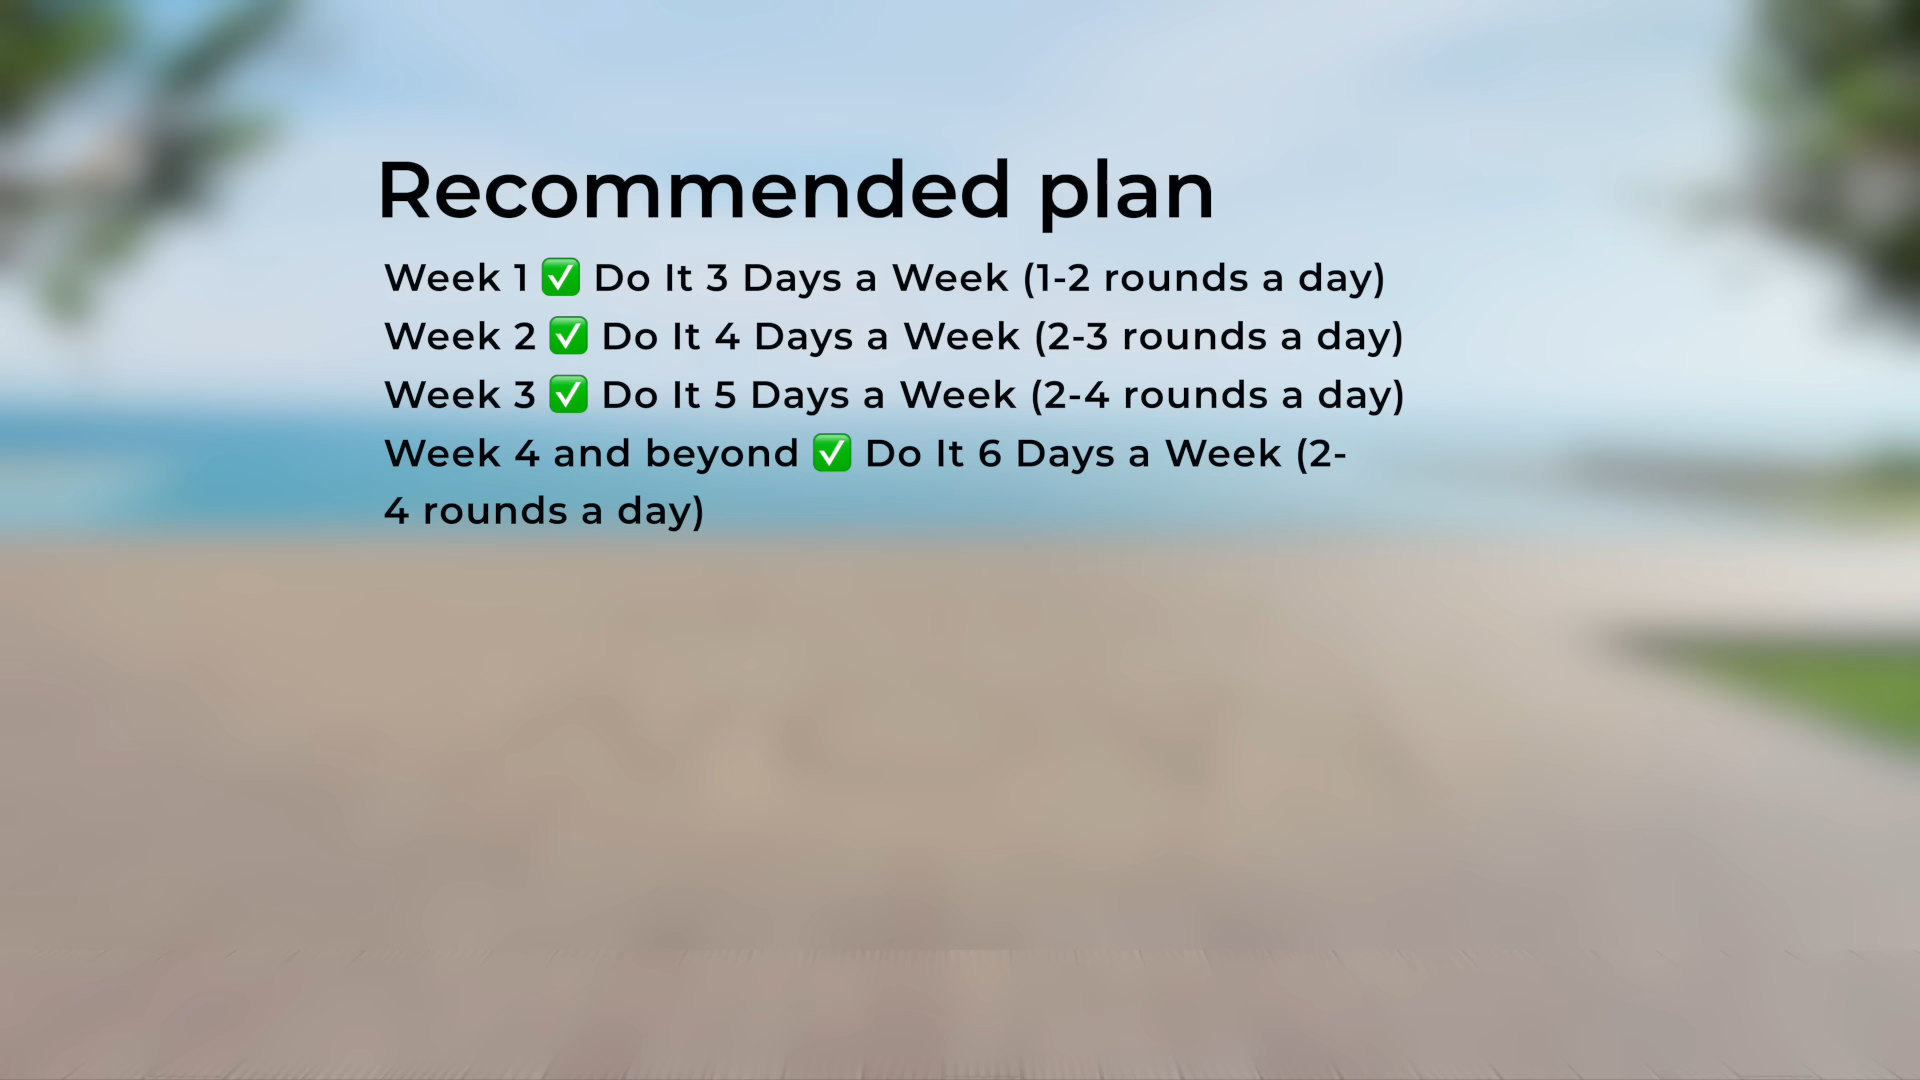 Recommended plan
Week 1 ✅ Do It 3 Days a Week (1-2 rounds a day)
Week 2 ✅ Do It 4 Days a Week (2-3 rounds a day)
Week 3 ✅ Do It 5 Days a Week (2-4 rounds a day)
Week 4 and beyond ✅ Do It 6 Days a Week (2-
4 rounds a day)